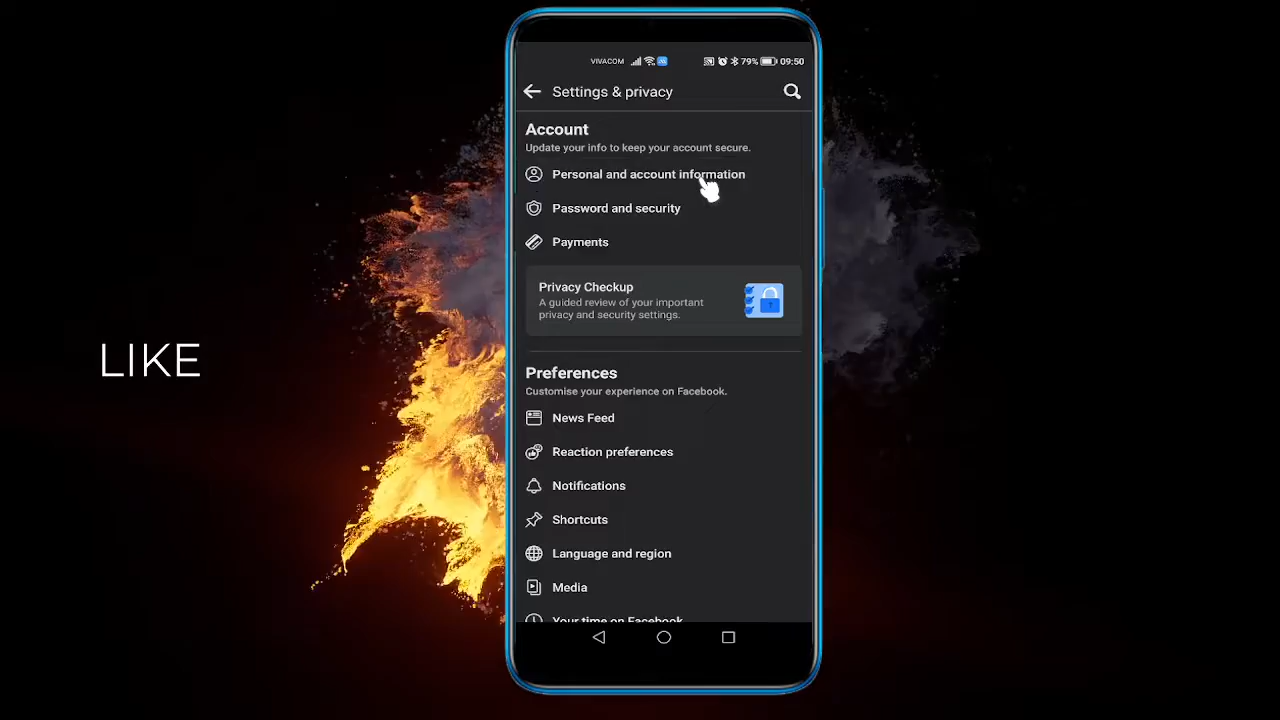 VIVACOM
79%
09:50
Settings & privacy
Account
Update your info to keep your account secure.
Personal and account information
Password and security
Payments
Privacy Checkup
A guided review of your important
privacy and security settings.
LIKE
Preferences
Customise your experience on Facebook.
News Feed
Reaction preferences
Notifications
Shortcuts
Language and region
Media
Your time on Facebook